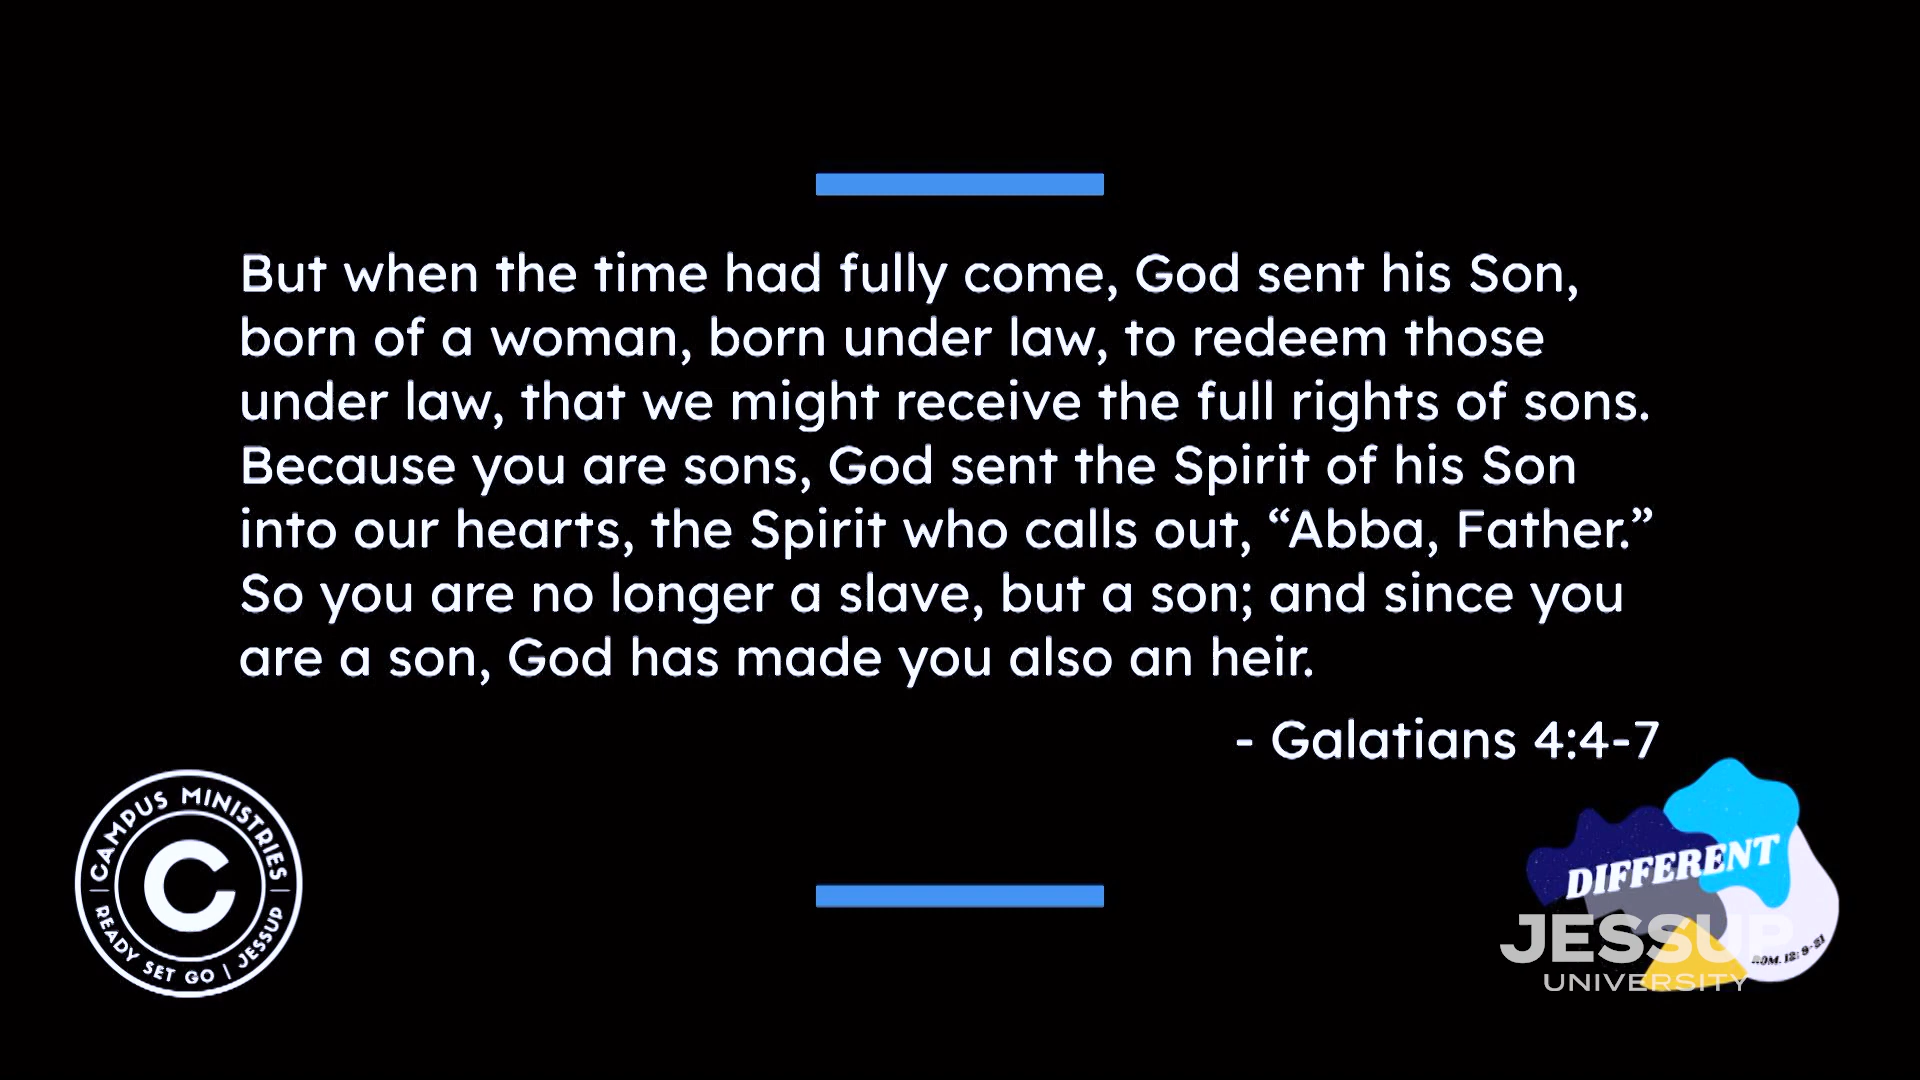 But when the time had fully come, God sent his Son,
born of a woman, born under law, to redeem those
under law, that we might receive the full rights of sons.
Because you are sons, God sent the Spirit of his Son
into our hearts, the Spirit who calls out, “Abba, Father.”
So you are no longer a slave, but a son; and since you
are a son, God has made you also an heir.
- Galatians 4:4-7
CAMPUS MINISTRIES
C
READY SET GO | JESSUP
DIFFERENT
JESSUP
UNIVERSITY
ROM. 12: 9-21